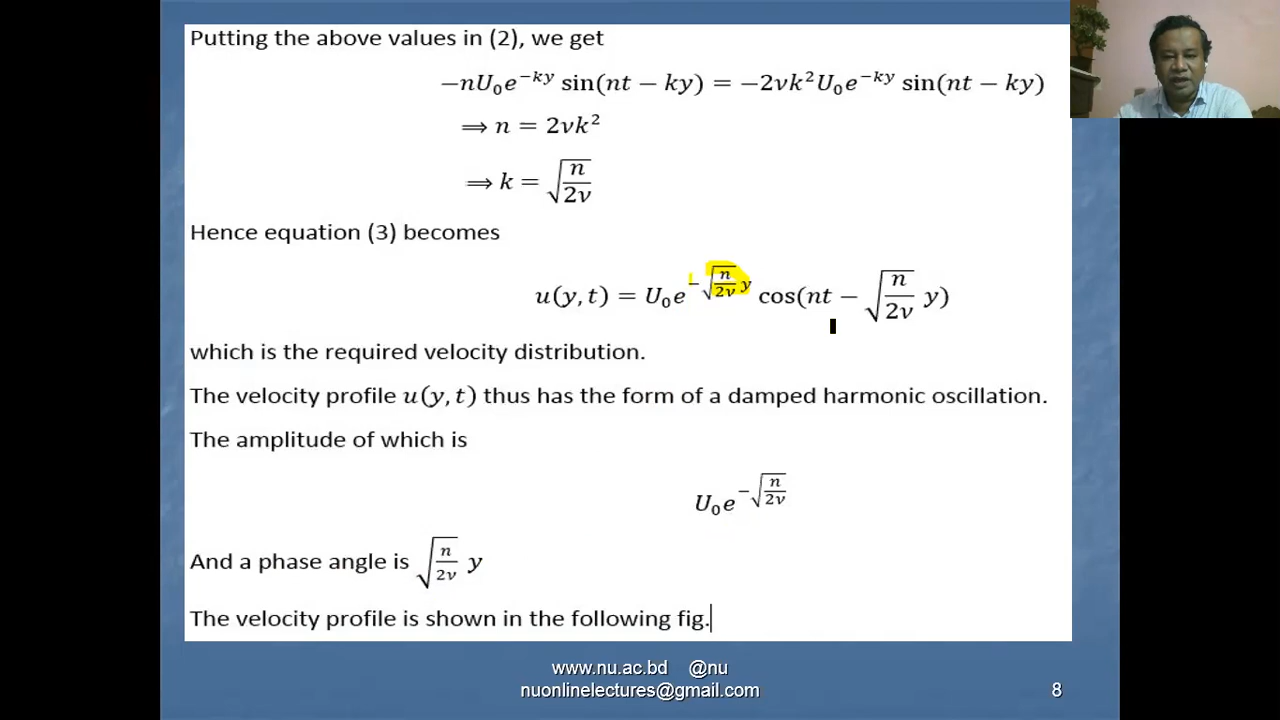 Putting the above values in (2), we get
−nU₀e^{−ky} sin(nt − ky) = −2νk²U₀e^{−ky} sin(nt − ky)
⟹ n = 2νk²
⟹ k = √(n/2ν)
Hence equation (3) becomes
u(y, t) = U₀e^{−√(n/2ν) y} cos(nt − √(n/2ν) y)
which is the required velocity distribution.
The velocity profile u(y, t) thus has the form of a damped harmonic oscillation.
The amplitude of which is
U₀e^{−√(n/2ν)}
And a phase angle is √(n/2ν) y
The velocity profile is shown in the following fig.
www.nu.ac.bd @nu
nuonlinelectures@gmail.com
8